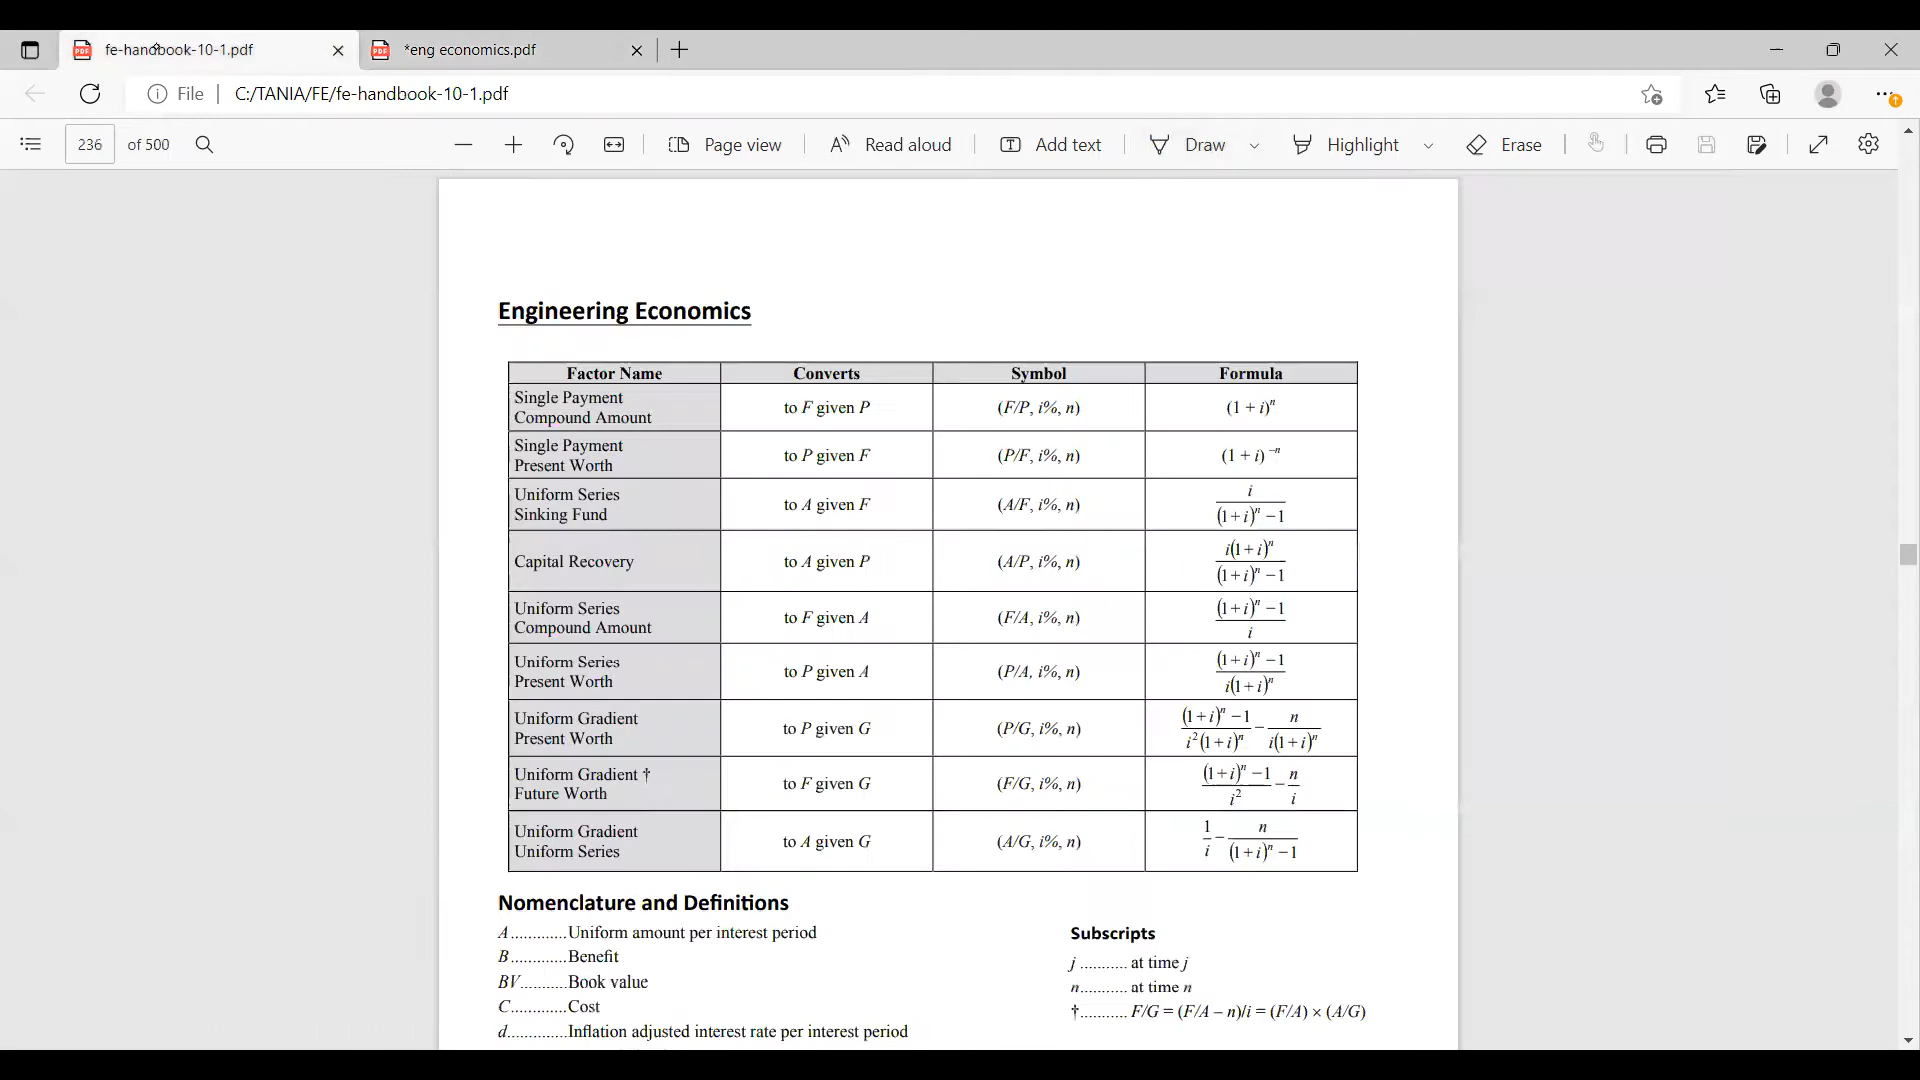 fe-handbook-10-1.pdf
*eng economics.pdf
File C:/TANIA/FE/fe-handbook-10-1.pdf
236 of 500 Page view Read aloud Add text Draw Highlight Erase
Engineering Economics
Factor Name Converts Symbol Formula
Single Payment
Compound Amount
to F given P (F/P, i%, n) (1 + i)ⁿ
Single Payment
Present Worth
to P given F (P/F, i%, n) (1 + i)⁻ⁿ
Uniform Series
Sinking Fund
to A given F (A/F, i%, n)
i
(1+i)ⁿ −1
Capital Recovery to A given P (A/P, i%, n)
i(1+i)ⁿ
(1+i)ⁿ −1
Uniform Series
Compound Amount
to F given A (F/A, i%, n)
(1+i)ⁿ −1
i
Uniform Series
Present Worth
to P given A (P/A, i%, n)
(1+i)ⁿ −1
i(1+i)ⁿ
Uniform Gradient
Present Worth
to P given G (P/G, i%, n)
(1+i)ⁿ −1 − n
i²(1+i)ⁿ i(1+i)ⁿ
Uniform Gradient †
Future Worth
to F given G (F/G, i%, n)
(1+i)ⁿ −1 − n
i² i
Uniform Gradient
Uniform Series
to A given G (A/G, i%, n)
1 − n
i (1+i)ⁿ −1
Nomenclature and Definitions
A.............Uniform amount per interest period
B.............Benefit
BV..........Book value
C.............Cost
d..............Inflation adjusted interest rate per interest period
Subscripts
j ........... at time j
n........... at time n
†........... F/G = (F/A – n)/i = (F/A) × (A/G)